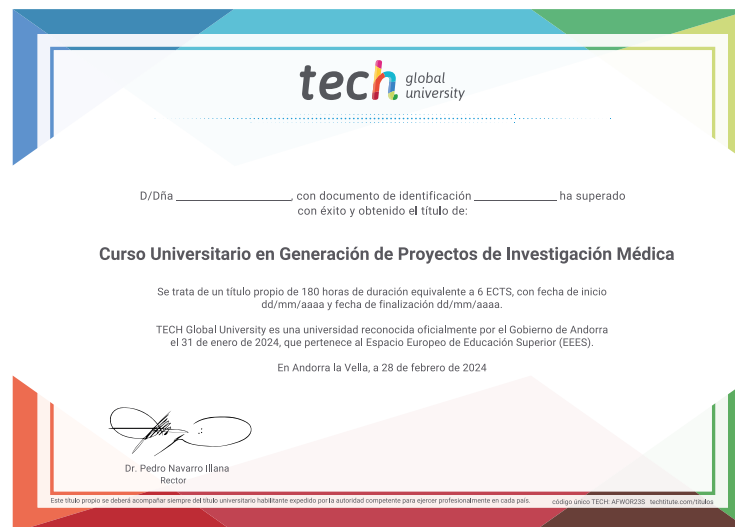 tech global university
D/Dña ____________________, con documento de identificación ______________ ha superado
con éxito y obtenido el título de:
Curso Universitario en Generación de Proyectos de Investigación Médica
Se trata de un título propio de 180 horas de duración equivalente a 6 ECTS, con fecha de inicio
dd/mm/aaaa y fecha de finalización dd/mm/aaaa.
TECH Global University es una universidad reconocida oficialmente por el Gobierno de Andorra
el 31 de enero de 2024, que pertenece al Espacio Europeo de Educación Superior (EEES).
En Andorra la Vella, a 28 de febrero de 2024
Dr. Pedro Navarro Illana
Rector
Este título propio se deberá acompañar siempre del título universitario habilitante expedido por la autoridad competente para ejercer profesionalmente en cada país. código único TECH: AFWOR23S techtitute.com/titulos